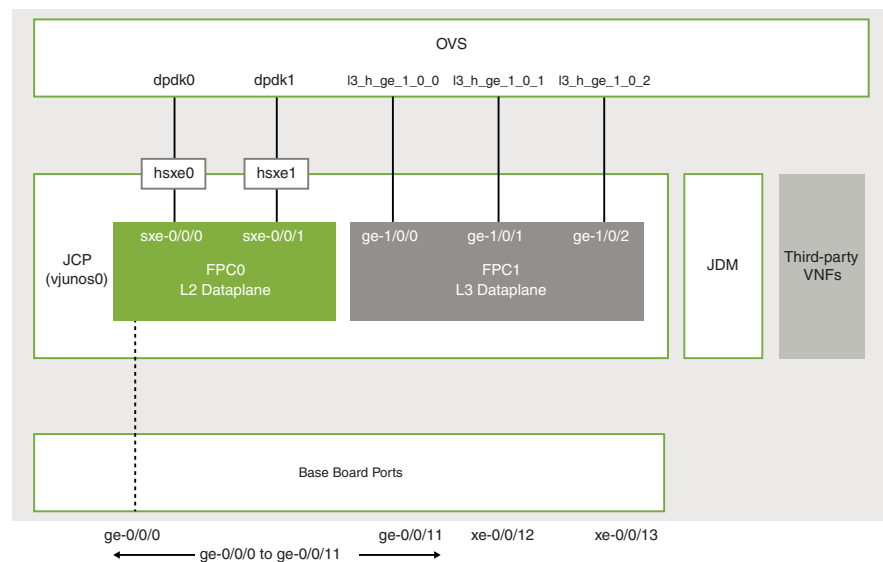 OVS
dpdk0 dpdk1 l3_h_ge_1_0_0 l3_h_ge_1_0_1 l3_h_ge_1_0_2
hsxe0 hsxe1
sxe-0/0/0 sxe-0/0/1 ge-1/0/0 ge-1/0/1 ge-1/0/2
JCP
(vjunos0)
FPC0
L2 Dataplane
FPC1
L3 Dataplane
JDM
Third-party
VNFs
Base Board Ports
ge-0/0/0 ge-0/0/11 xe-0/0/12 xe-0/0/13
ge-0/0/0 to ge-0/0/11